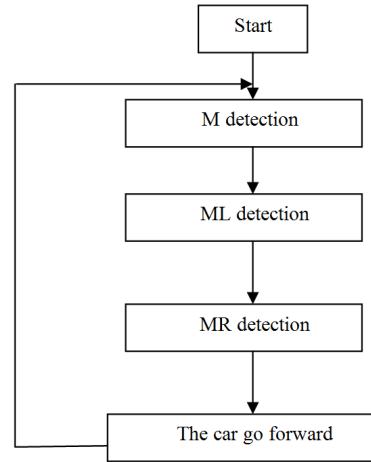 Start
M detection
ML detection
MR detection
The car go forward